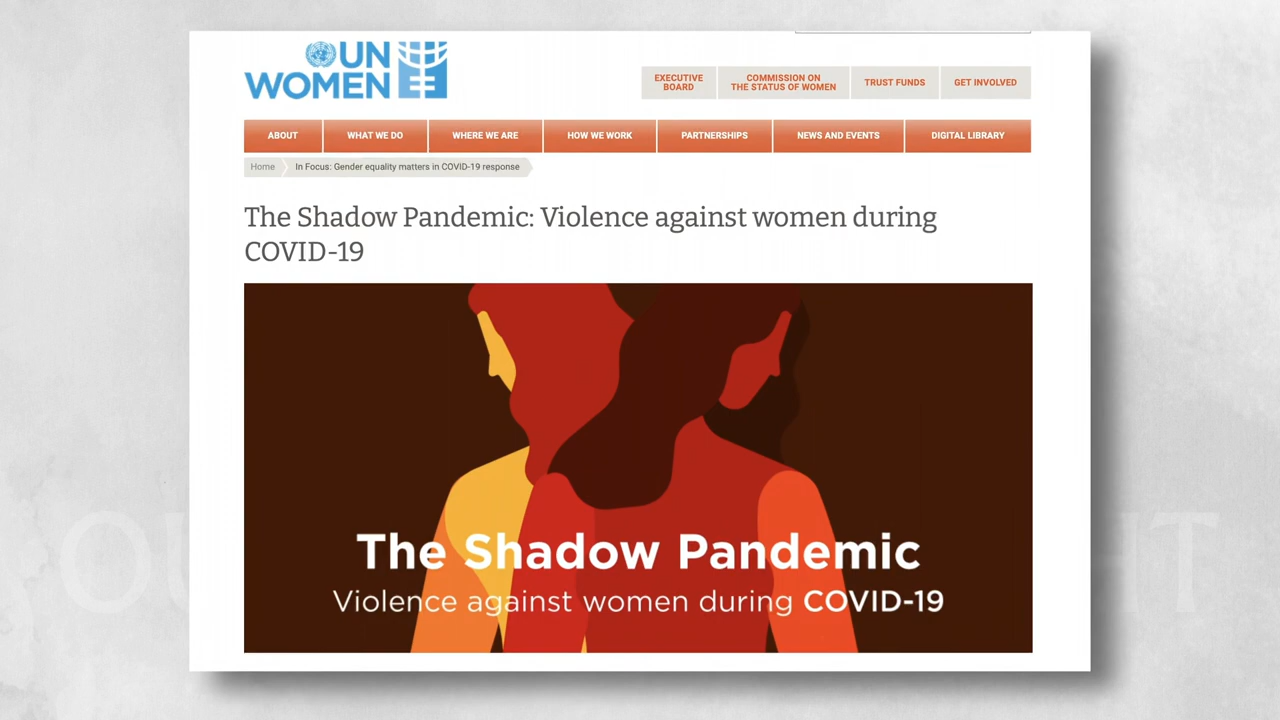 UN
WOMEN
EXECUTIVE
BOARD
COMMISSION ON
THE STATUS OF WOMEN
TRUST FUNDS
GET INVOLVED
ABOUT
WHAT WE DO
WHERE WE ARE
HOW WE WORK
PARTNERSHIPS
NEWS AND EVENTS
DIGITAL LIBRARY
Home
In Focus: Gender equality matters in COVID-19 response
The Shadow Pandemic: Violence against women during
COVID-19
The Shadow Pandemic
Violence against women during COVID-19